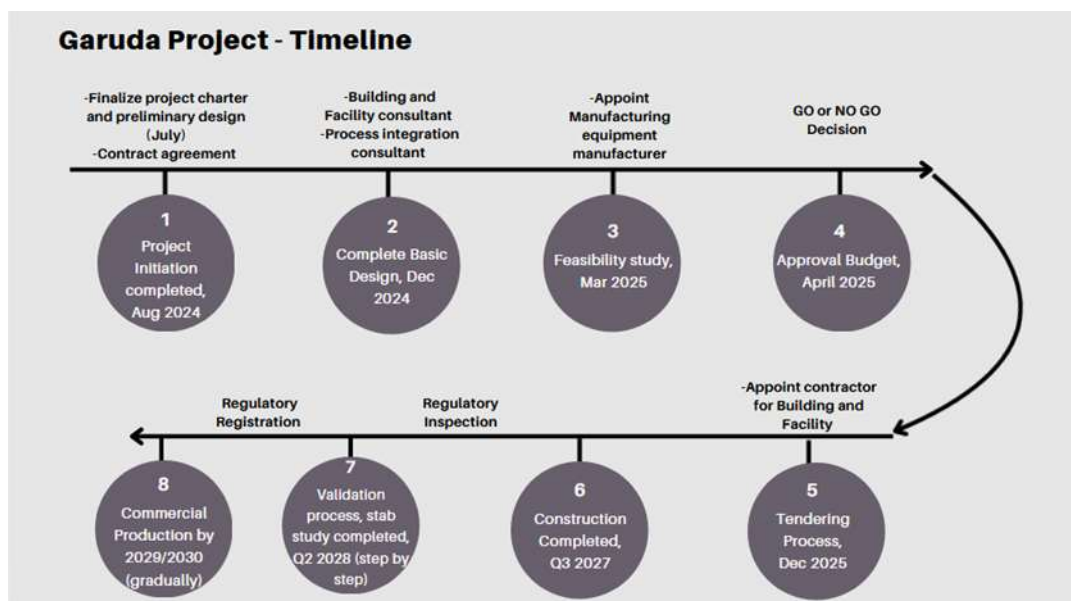 Garuda Project - Timeline
-Finalize project charter
and preliminary design
(July)
-Contract agreement
-Building and
Facility consultant
-Process integration
consultant
-Appoint
Manufacturing
equipment
manufacturer
GO or NO GO
Decision
1
Project
Initiation
completed,
Aug 2024
2
Complete Basic
Design, Dec
2024
3
Feasibility study,
Mar 2025
4
Approval Budget,
April 2025
-Appoint contractor
for Building and
Facility
Regulatory
Inspection
Regulatory
Registration
5
Tendering
Process,
Dec 2025
6
Construction
Completed,
Q3 2027
7
Validation
process, stab
study completed,
Q2 2028 (step by
step)
8
Commercial
Production by
2029/2030
(gradually)